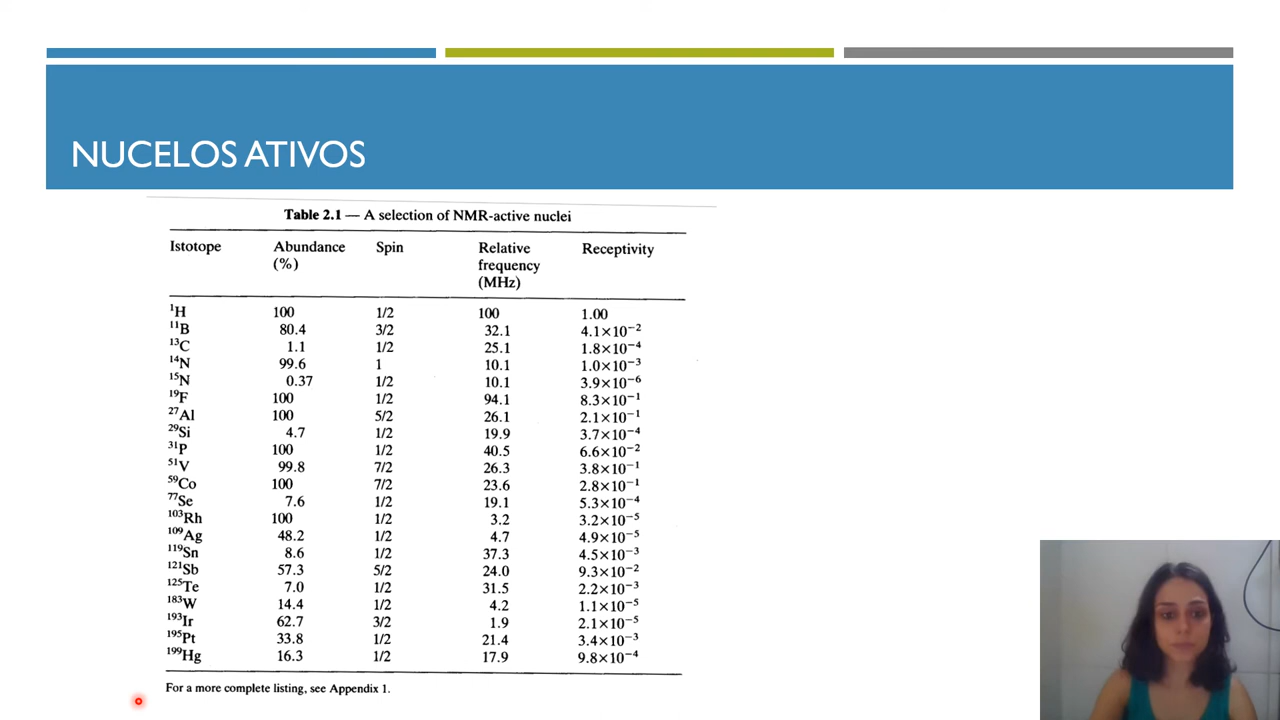 NUCELOS ATIVOS
Table 2.1 — A selection of NMR-active nuclei
Istotope Abundance (%) Spin Relative frequency (MHz) Receptivity
¹H 100 1/2 100 1.00
¹¹B 80.4 3/2 32.1 4.1×10⁻²
¹³C 1.1 1/2 25.1 1.8×10⁻⁴
¹⁴N 99.6 1 10.1 1.0×10⁻³
¹⁵N 0.37 1/2 10.1 3.9×10⁻⁶
¹⁹F 100 1/2 94.1 8.3×10⁻¹
²⁷Al 100 5/2 26.1 2.1×10⁻¹
²⁹Si 4.7 1/2 19.9 3.7×10⁻⁴
³¹P 100 1/2 40.5 6.6×10⁻²
⁵¹V 99.8 7/2 26.3 3.8×10⁻¹
⁵⁹Co 100 7/2 23.6 2.8×10⁻¹
⁷⁷Se 7.6 1/2 19.1 5.3×10⁻⁴
¹⁰³Rh 100 1/2 3.2 3.2×10⁻⁵
¹⁰⁹Ag 48.2 1/2 4.7 4.9×10⁻⁵
¹¹⁹Sn 8.6 1/2 37.3 4.5×10⁻³
¹²¹Sb 57.3 5/2 24.0 9.3×10⁻²
¹²⁵Te 7.0 1/2 31.5 2.2×10⁻³
¹⁸³W 14.4 1/2 4.2 1.1×10⁻⁵
¹⁹³Ir 62.7 3/2 1.9 2.1×10⁻⁵
¹⁹⁵Pt 33.8 1/2 21.4 3.4×10⁻³
¹⁹⁹Hg 16.3 1/2 17.9 9.8×10⁻⁴
For a more complete listing, see Appendix 1.